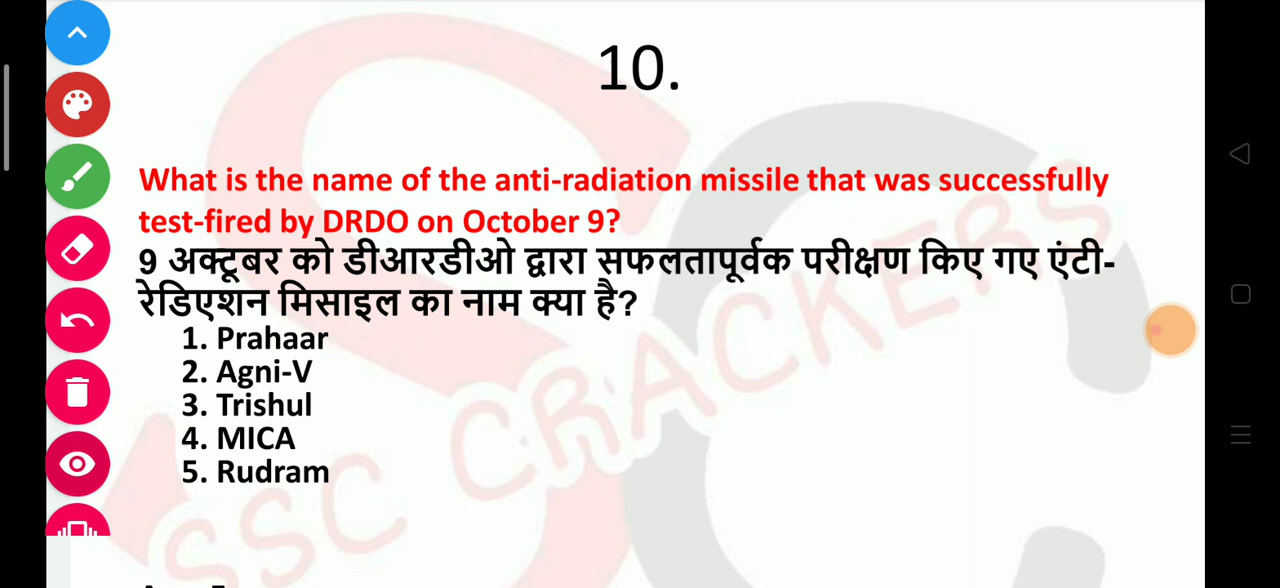 10.
What is the name of the anti-radiation missile that was successfully
test-fired by DRDO on October 9?
9 अक्टूबर को डीआरडीओ द्वारा सफलतापूर्वक परीक्षण किए गए एंटी-
रेडिएशन मिसाइल का नाम क्या है?
1. Prahaar
2. Agni-V
3. Trishul
4. MICA
5. Rudram
SSC CRACKERS